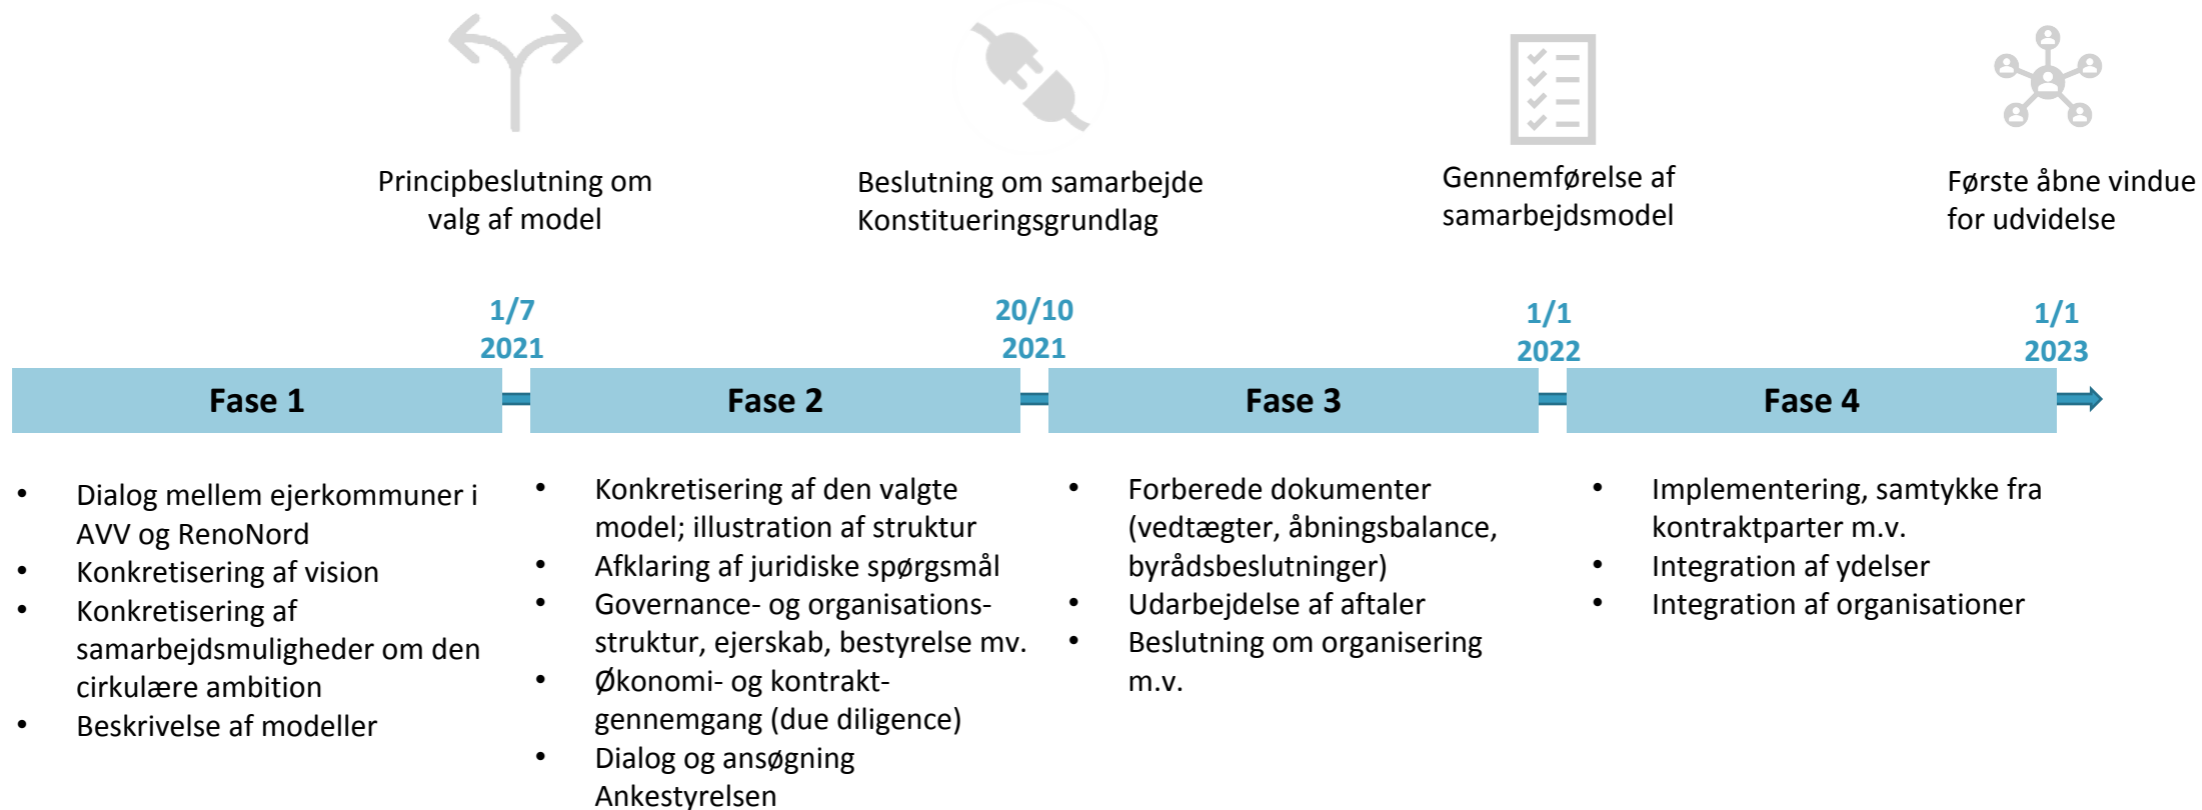 Principbeslutning om
valg af model
Beslutning om samarbejde
Konstitueringsgrundlag
Gennemførelse af
samarbejdsmodel
Første åbne vindue
for udvidelse
1/7
2021
20/10
2021
1/1
2022
1/1
2023
Fase 1
Fase 2
Fase 3
Fase 4
• Dialog mellem ejerkommuner i
AVV og RenoNord
• Konkretisering af vision
• Konkretisering af
samarbejdsmuligheder om den
cirkulære ambition
• Beskrivelse af modeller
• Konkretisering af den valgte
model; illustration af struktur
• Afklaring af juridiske spørgsmål
• Governance- og organisations-
struktur, ejerskab, bestyrelse mv.
• Økonomi- og kontrakt-
gennemgang (due diligence)
• Dialog og ansøgning
Ankestyrelsen
• Forberede dokumenter
(vedtægter, åbningsbalance,
byrådsbeslutninger)
• Udarbejdelse af aftaler
• Beslutning om organisering
m.v.
• Implementering, samtykke fra
kontraktparter m.v.
• Integration af ydelser
• Integration af organisationer